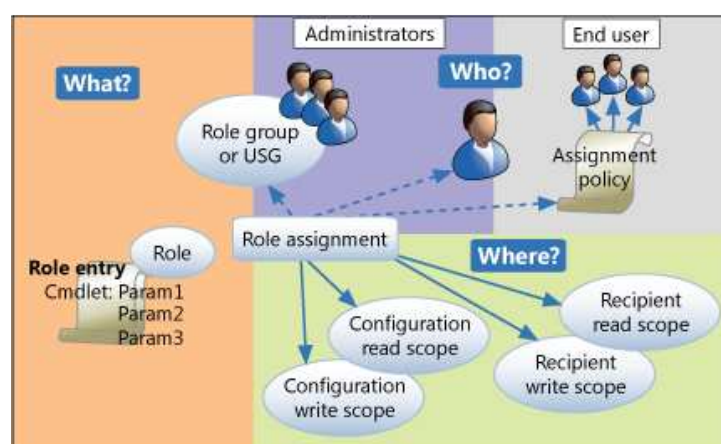 Administrators
End user
What?
Who?
Role group
or USG
Assignment
policy
Role assignment
Where?
Role
Role entry
Cmdlet: Param1
Param2
Param3
Recipient
read scope
Configuration
read scope
Recipient
write scope
Configuration
write scope